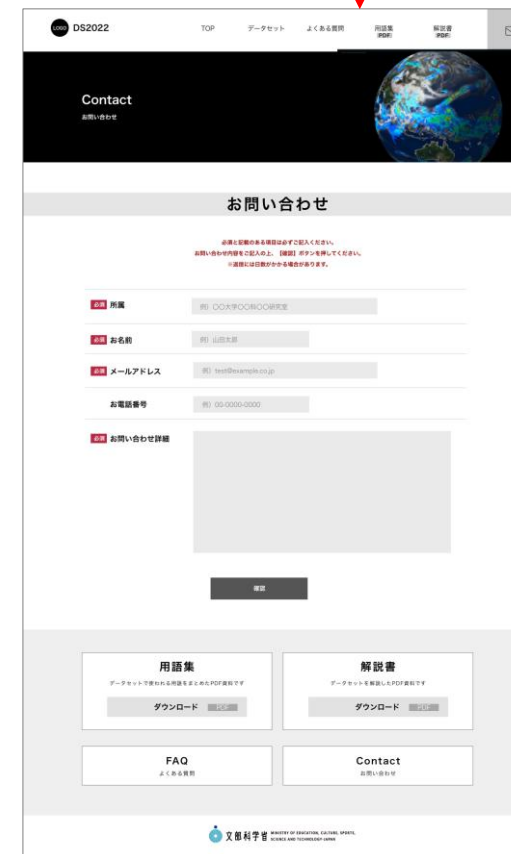 LOGO DS2022 TOP データセット よくある質問 用語集 解説書
(PDF) (PDF)
Contact
お問い合わせ
お問い合わせ
必須と記載のある項目は必ずご記入ください。
お問い合わせ内容をご記入の上、【確認】ボタンを押してください。
※返信には日数がかかる場合があります。
必須 所属 例）〇〇大学〇〇科〇〇研究室
必須 お名前 例）山田太郎
必須 メールアドレス 例）test@example.co.jp
お電話番号 例）00-0000-0000
必須 お問い合わせ詳細
確認
用語集 解説書
データセットで使われる用語をまとめたPDF資料です データセットを解説したPDF資料です
ダウンロード PDF ダウンロード PDF
FAQ Contact
よくある質問 お問い合わせ
文部科学省 MINISTRY OF EDUCATION, CULTURE, SPORTS,
SCIENCE AND TECHNOLOGY-JAPAN